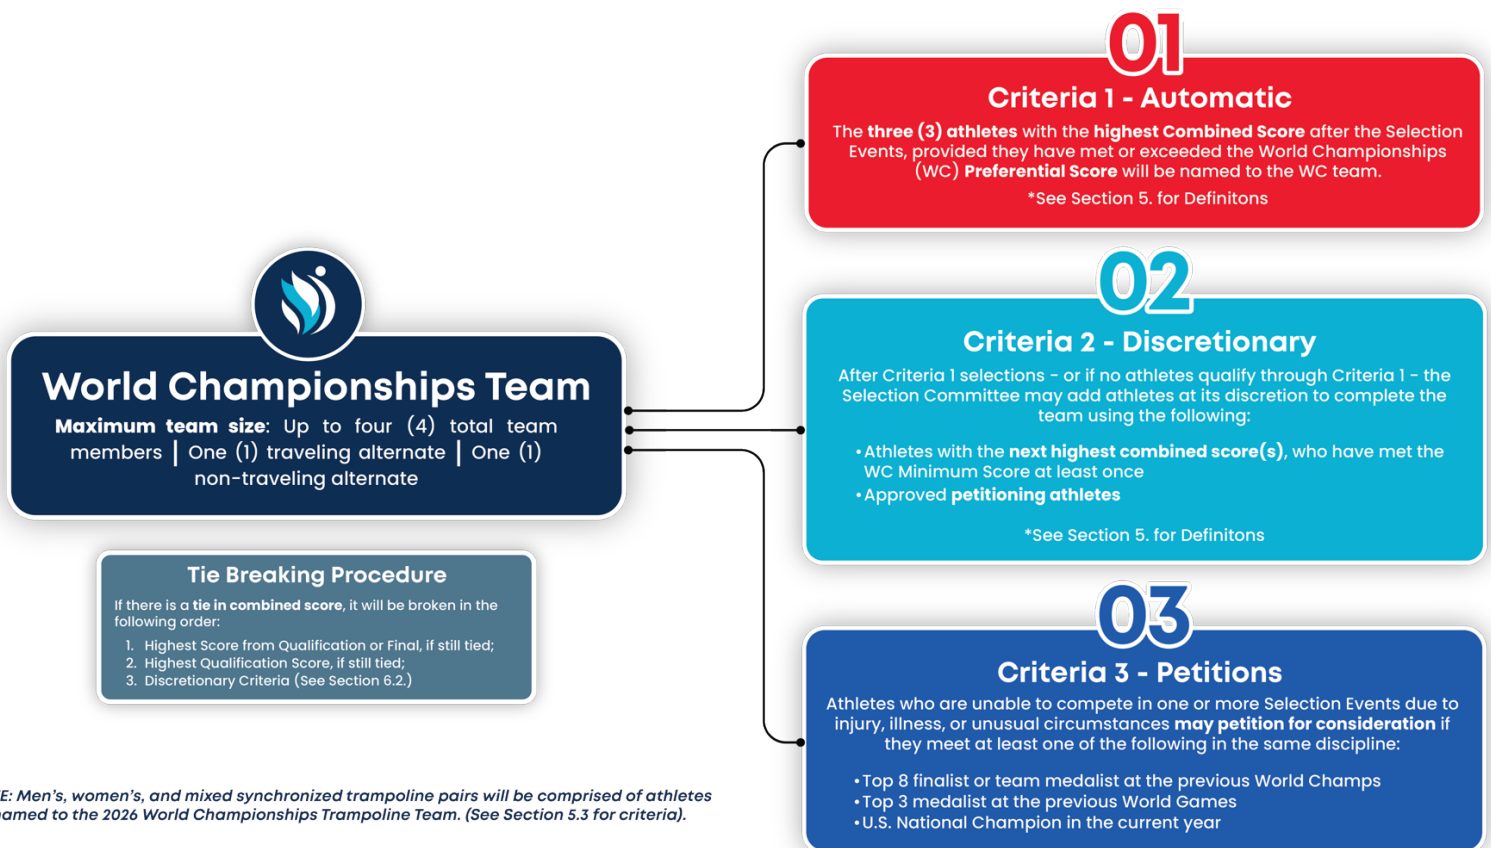 World Championships Team
Maximum team size: Up to four (4) total team
members | One (1) traveling alternate | One (1)
non-traveling alternate
Tie Breaking Procedure
If there is a tie in combined score, it will be broken in the
following order:
1. Highest Score from Qualification or Final, if still tied;
2. Highest Qualification Score, if still tied;
3. Discretionary Criteria (See Section 6.2.)
Men's, women's, and mixed synchronized trampoline pairs will be comprised of athletes
to the 2026 World Championships Trampoline Team. (See Section 5.3 for criteria).
01
Criteria 1 - Automatic
The three (3) athletes with the highest Combined Score after the Selection
Events, provided they have met or exceeded the World Championships
(WC) Preferential Score will be named to the WC team.
*See Section 5. for Definitons
02
Criteria 2 - Discretionary
After Criteria 1 selections - or if no athletes qualify through Criteria 1 - the
Selection Committee may add athletes at its discretion to complete the
team using the following:
•Athletes with the next highest combined score(s), who have met the
WC Minimum Score at least once
•Approved petitioning athletes
*See Section 5. for Definitons
03
Criteria 3 - Petitions
Athletes who are unable to compete in one or more Selection Events due to
injury, illness, or unusual circumstances may petition for consideration if
they meet at least one of the following in the same discipline:
•Top 8 finalist or team medalist at the previous World Champs
•Top 3 medalist at the previous World Games
•U.S. National Champion in the current year